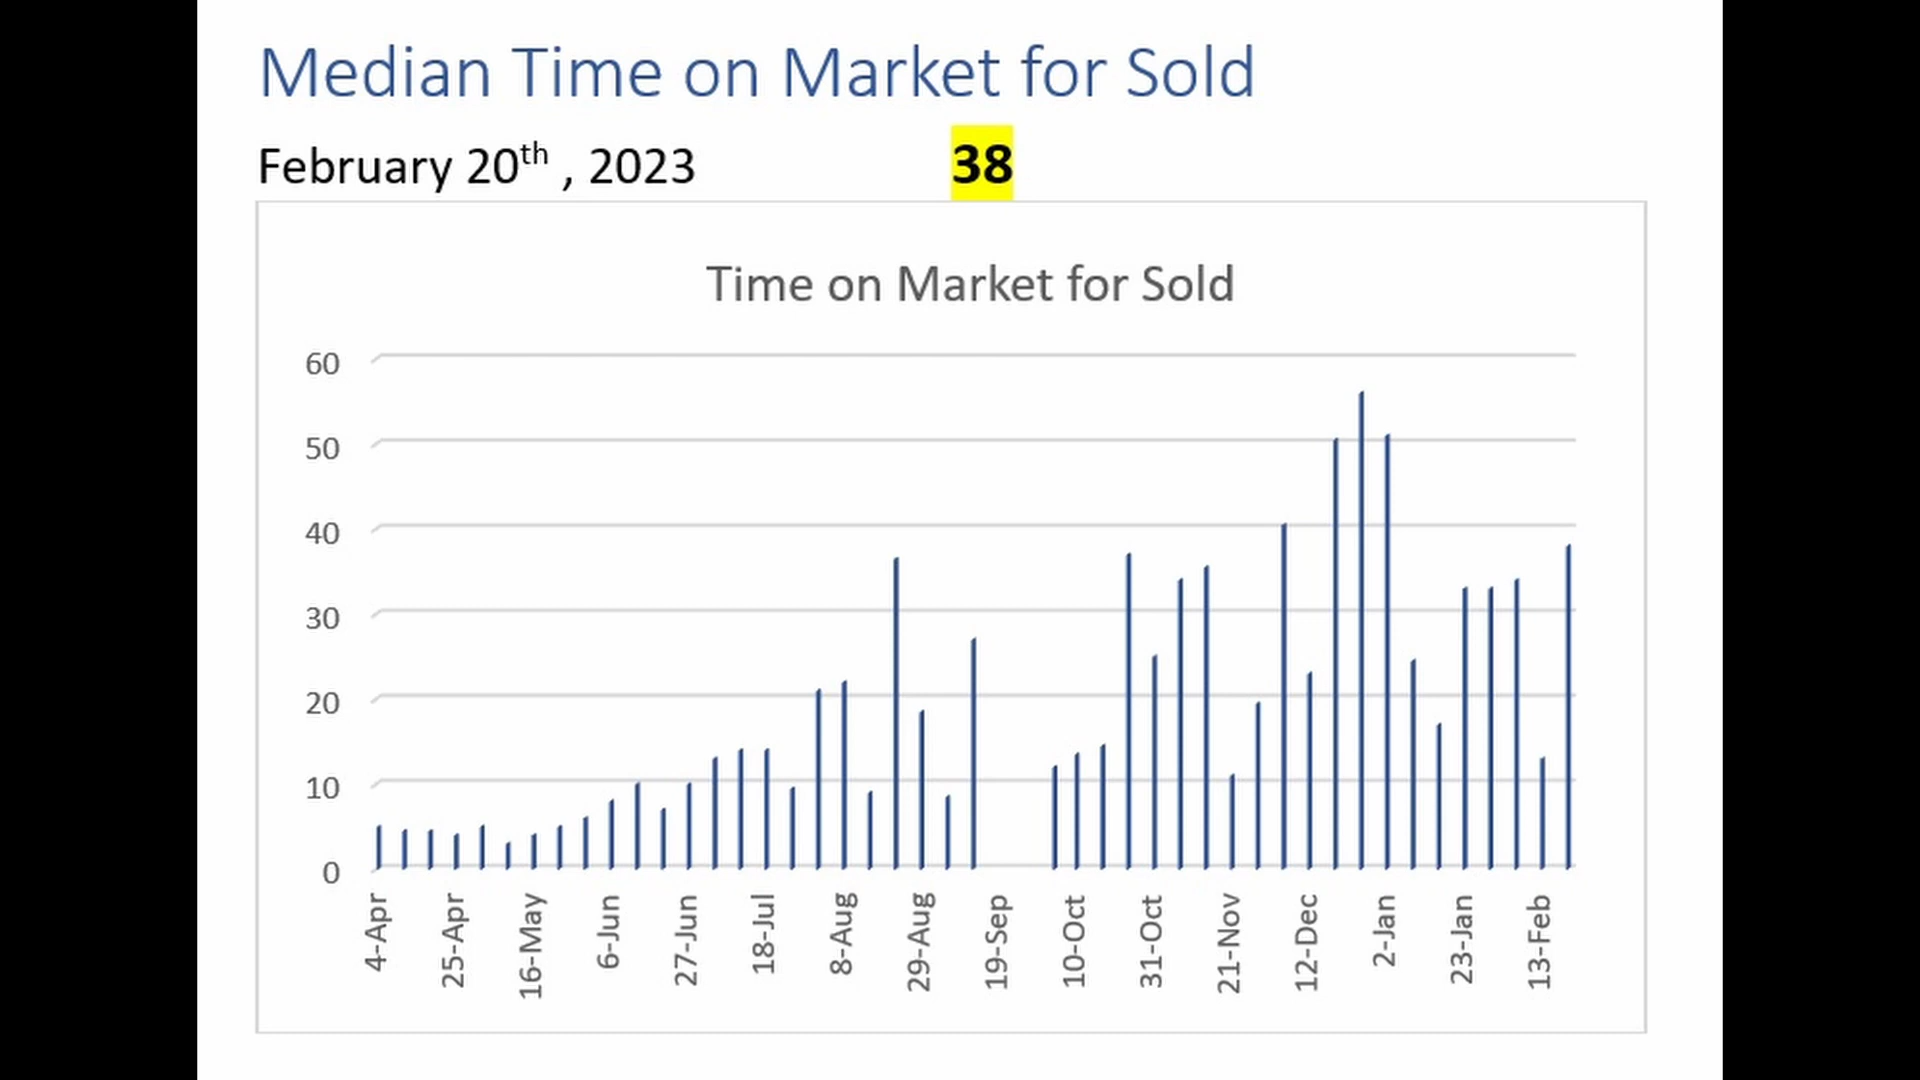 Median Time on Market for Sold
February 20th , 2023 38
Time on Market for Sold
60
50
40
30
20
10
0
4-Apr
25-Apr
16-May
6-Jun
27-Jun
18-Jul
8-Aug
29-Aug
19-Sep
10-Oct
31-Oct
21-Nov
12-Dec
2-Jan
23-Jan
13-Feb